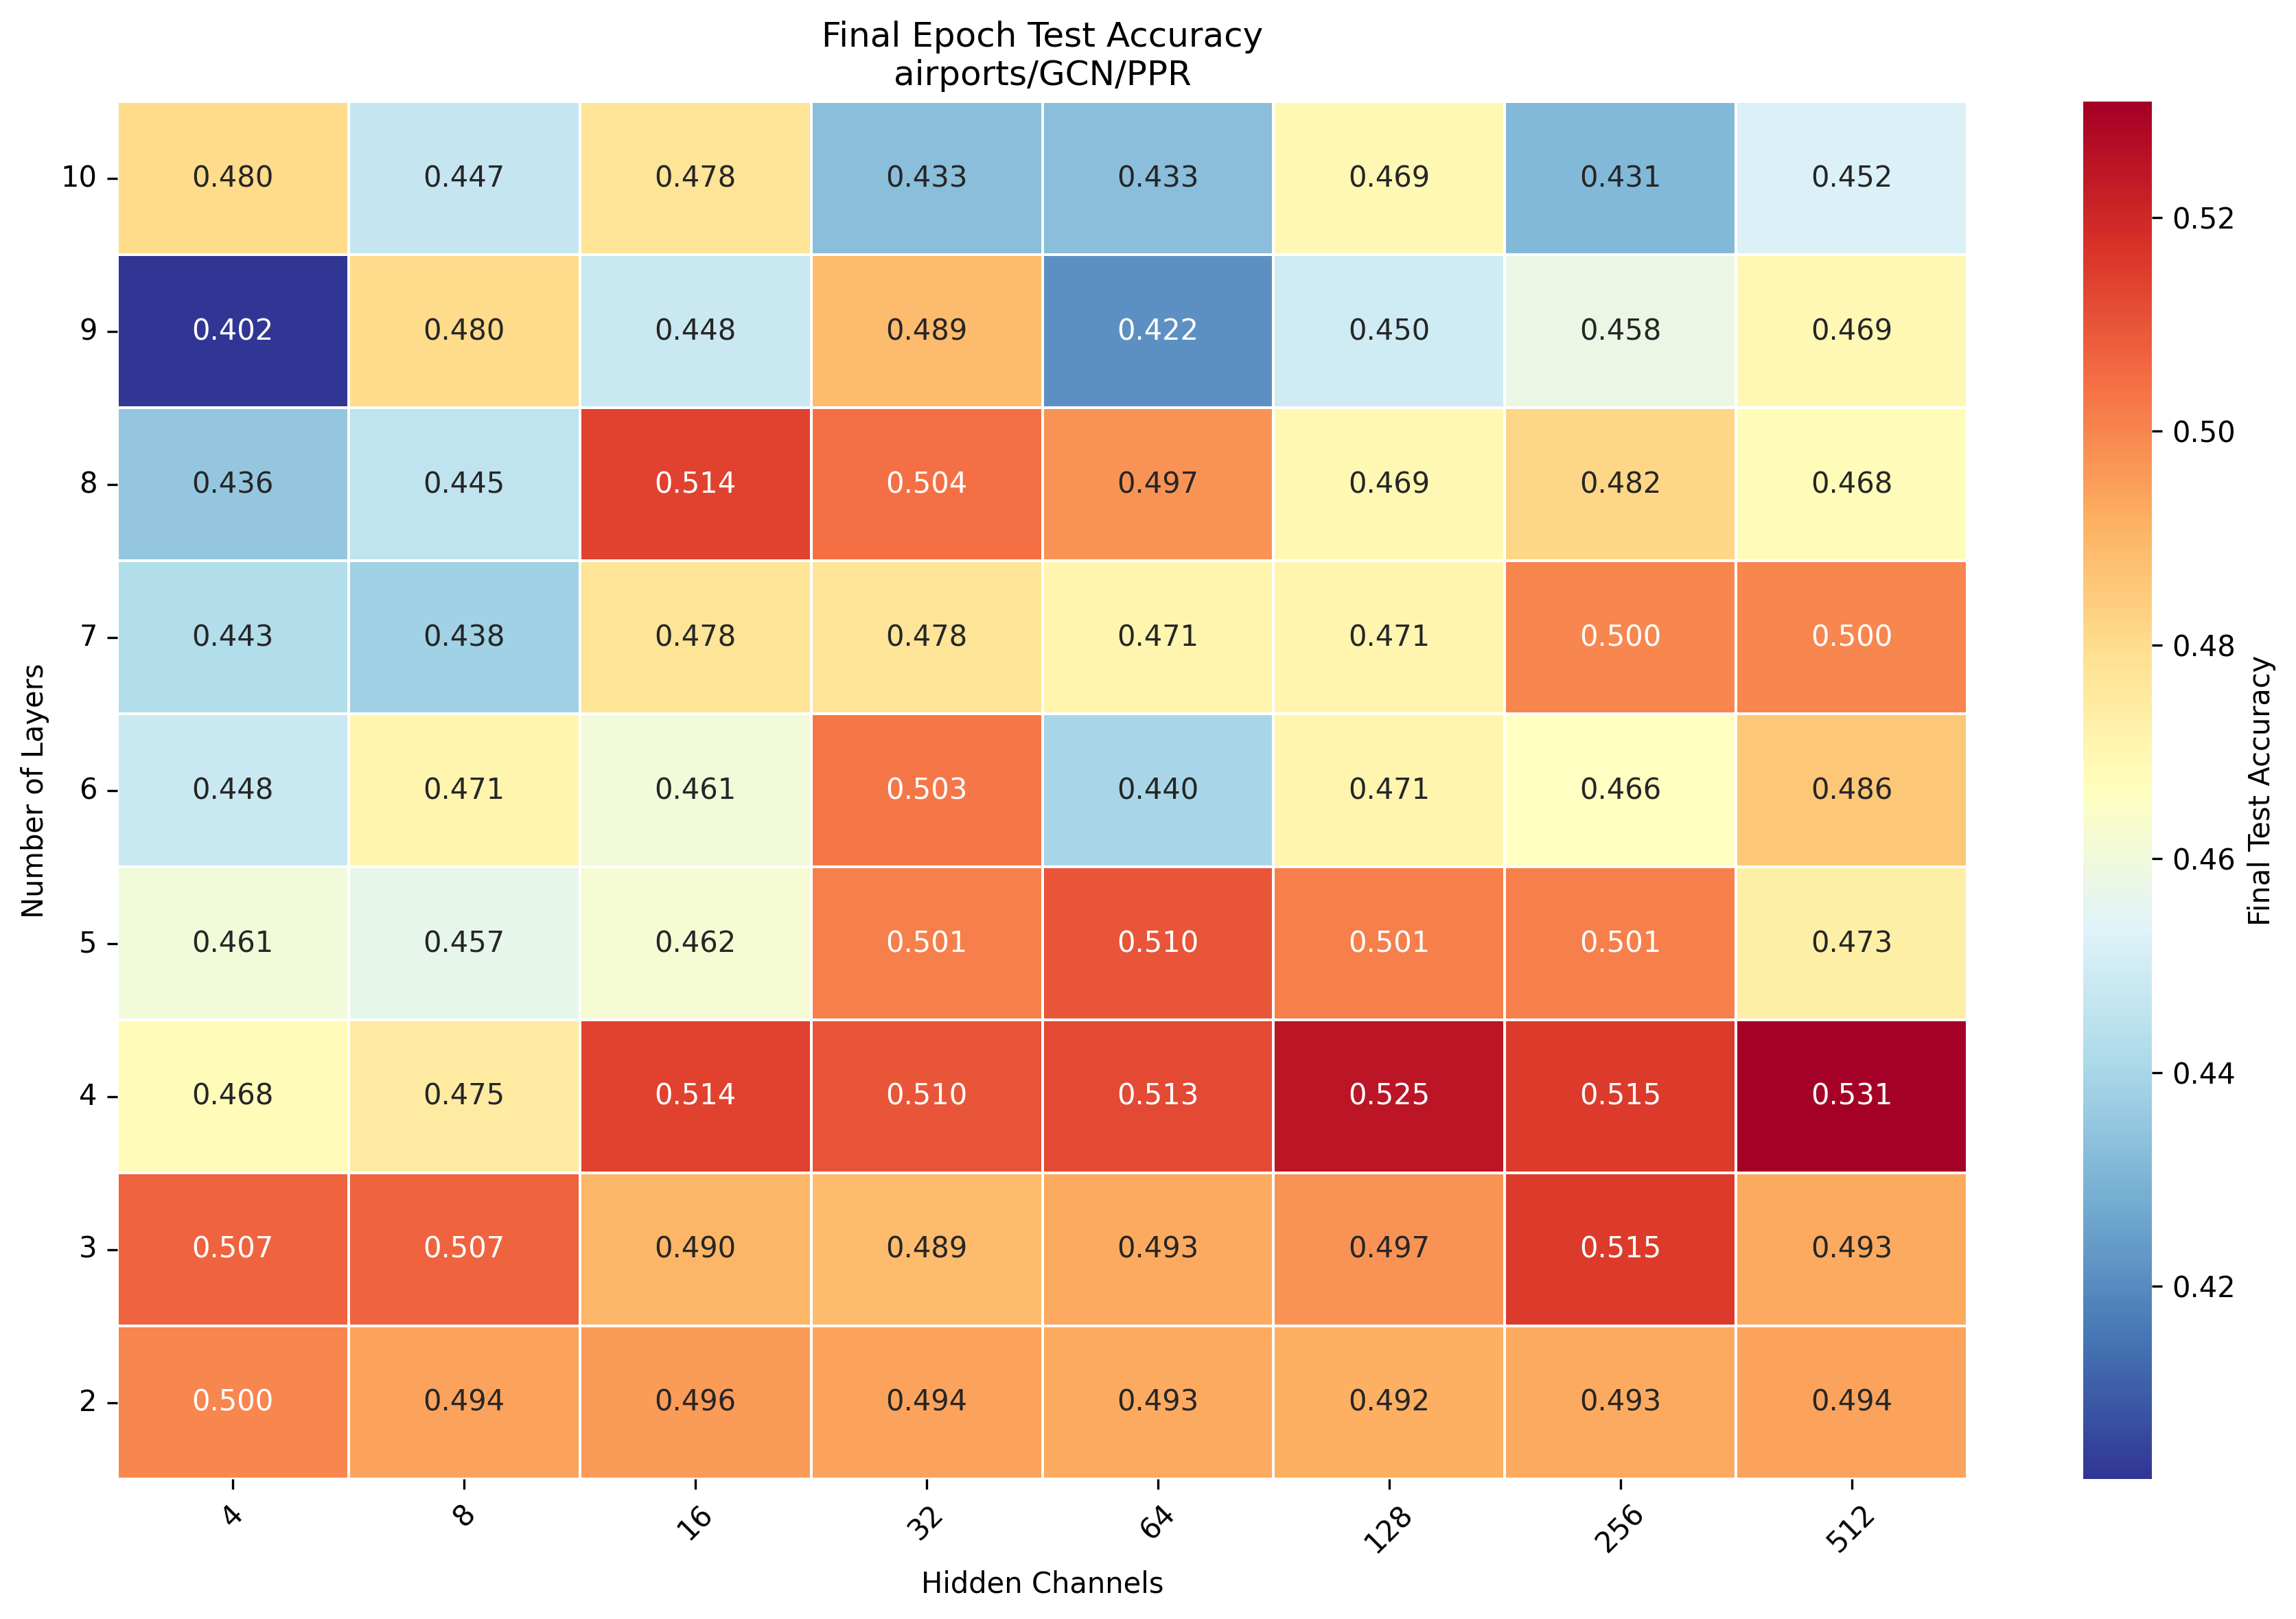 Final Epoch Test Accuracy
airports/GCN/PPR
10 0.480 0.447 0.478 0.433 0.433 0.469 0.431 0.452
9 0.402 0.480 0.448 0.489 0.422 0.450 0.458 0.469
8 0.436 0.445 0.514 0.504 0.497 0.469 0.482 0.468
7 0.443 0.438 0.478 0.478 0.471 0.471 0.500 0.500
6 0.448 0.471 0.461 0.503 0.440 0.471 0.466 0.486
5 0.461 0.457 0.462 0.501 0.510 0.501 0.501 0.473
4 0.468 0.475 0.514 0.510 0.513 0.525 0.515 0.531
3 0.507 0.507 0.490 0.489 0.493 0.497 0.515 0.493
2 0.500 0.494 0.496 0.494 0.493 0.492 0.493 0.494
4 8 16 32 64 128 256 512
Hidden Channels
Number of Layers
0.52
0.50
0.48
0.46
0.44
0.42
Final Test Accuracy